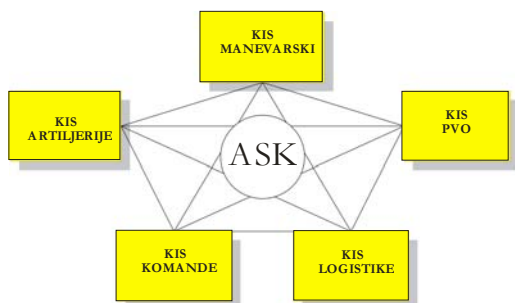 KIS
MANEVARSKI
KIS
ARTILJERIJE
KIS
PVO
ASK
KIS
KOMANDE
KIS
LOGISTIKE